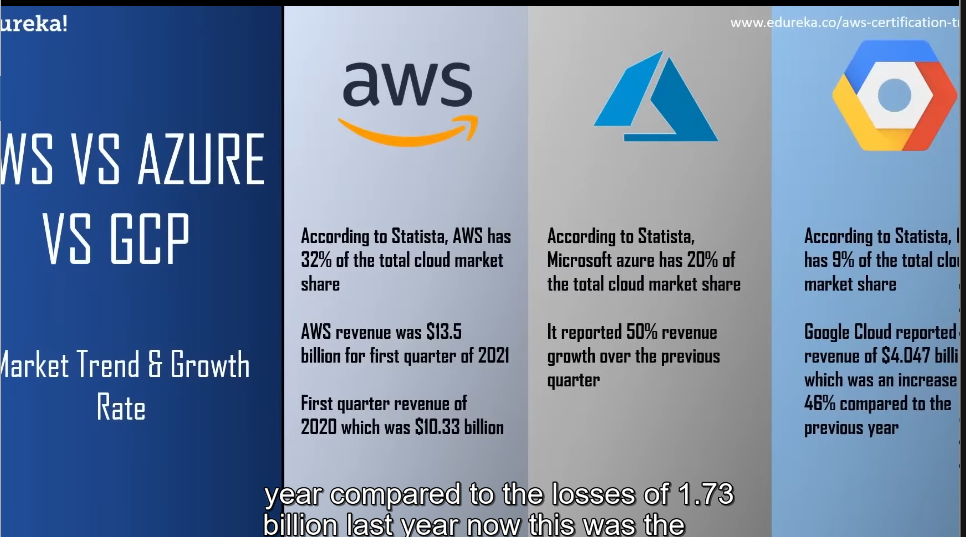 ureka!
www.edureka.co/aws-certification-t
WS VS AZURE
VS GCP
Market Trend & Growth
Rate
aws
According to Statista, AWS has
32% of the total cloud market
share
AWS revenue was $13.5
billion for first quarter of 2021
First quarter revenue of
2020 which was $10.33 billion
According to Statista,
Microsoft azure has 20% of
the total cloud market share
It reported 50% revenue
growth over the previous
quarter
According to Statista,
has 9% of the total clo
market share
Google Cloud reported
revenue of $4.047 billi
which was an increase
46% compared to the
previous year
year compared to the losses of 1.73
billion last year now this was the